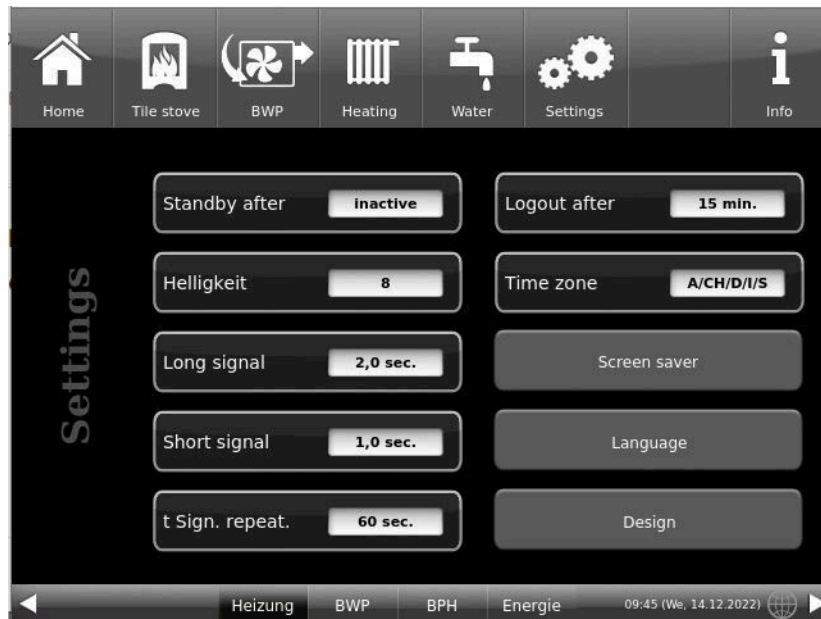 Home
Tile stove
BWP
Heating
Water
Settings
Info
Settings
Standby after inactive
Logout after 15 min.
Helligkeit 8
Time zone A/CH/D/I/S
Long signal 2,0 sec.
Screen saver
Short signal 1,0 sec.
Language
t Sign. repeat. 60 sec.
Design
Heizung
BWP
BPH
Energie
09:45 (We, 14.12.2022)